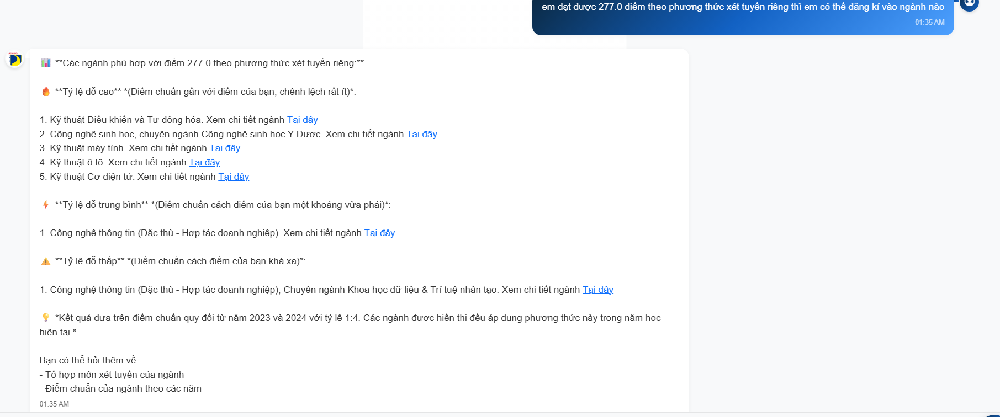 em đạt được 277.0 điểm theo phương thức xét tuyển riêng thì em có thể đăng kí vào ngành nào
01:35 AM
📊 **Các ngành phù hợp với điểm 277.0 theo phương thức xét tuyển riêng:**
🔥 **Tỷ lệ đỗ cao** *(Điểm chuẩn gần với điểm của bạn, chênh lệch rất ít)*:
1. Kỹ thuật Điều khiển và Tự động hóa. Xem chi tiết ngành Tại đây
2. Công nghệ sinh học, chuyên ngành Công nghệ sinh học Y Dược. Xem chi tiết ngành Tại đây
3. Kỹ thuật máy tính. Xem chi tiết ngành Tại đây
4. Kỹ thuật ô tô. Xem chi tiết ngành Tại đây
5. Kỹ thuật Cơ điện tử. Xem chi tiết ngành Tại đây
⚡ **Tỷ lệ đỗ trung bình** *(Điểm chuẩn cách điểm của bạn một khoảng vừa phải)*:
1. Công nghệ thông tin (Đặc thù - Hợp tác doanh nghiệp). Xem chi tiết ngành Tại đây
⚠️ **Tỷ lệ đỗ thấp** *(Điểm chuẩn cách điểm của bạn khá xa)*:
1. Công nghệ thông tin (Đặc thù - Hợp tác doanh nghiệp), Chuyên ngành Khoa học dữ liệu & Trí tuệ nhân tạo. Xem chi tiết ngành Tại đây
💡 *Kết quả dựa trên điểm chuẩn quy đổi từ năm 2023 và 2024 với tỷ lệ 1:4. Các ngành được hiển thị đều áp dụng phương thức này trong năm học
hiện tại.*
Bạn có thể hỏi thêm về:
- Tổ hợp môn xét tuyển của ngành
- Điểm chuẩn của ngành theo các năm
01:35 AM